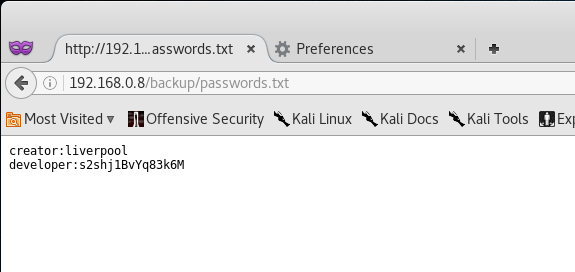 http://192.1...asswords.txt
Preferences
192.168.0.8/backup/passwords.txt
Most Visited
Offensive Security
Kali Linux
Kali Docs
Kali Tools
Exp
creator:liverpool
developer:s2shj1BvYq83k6M